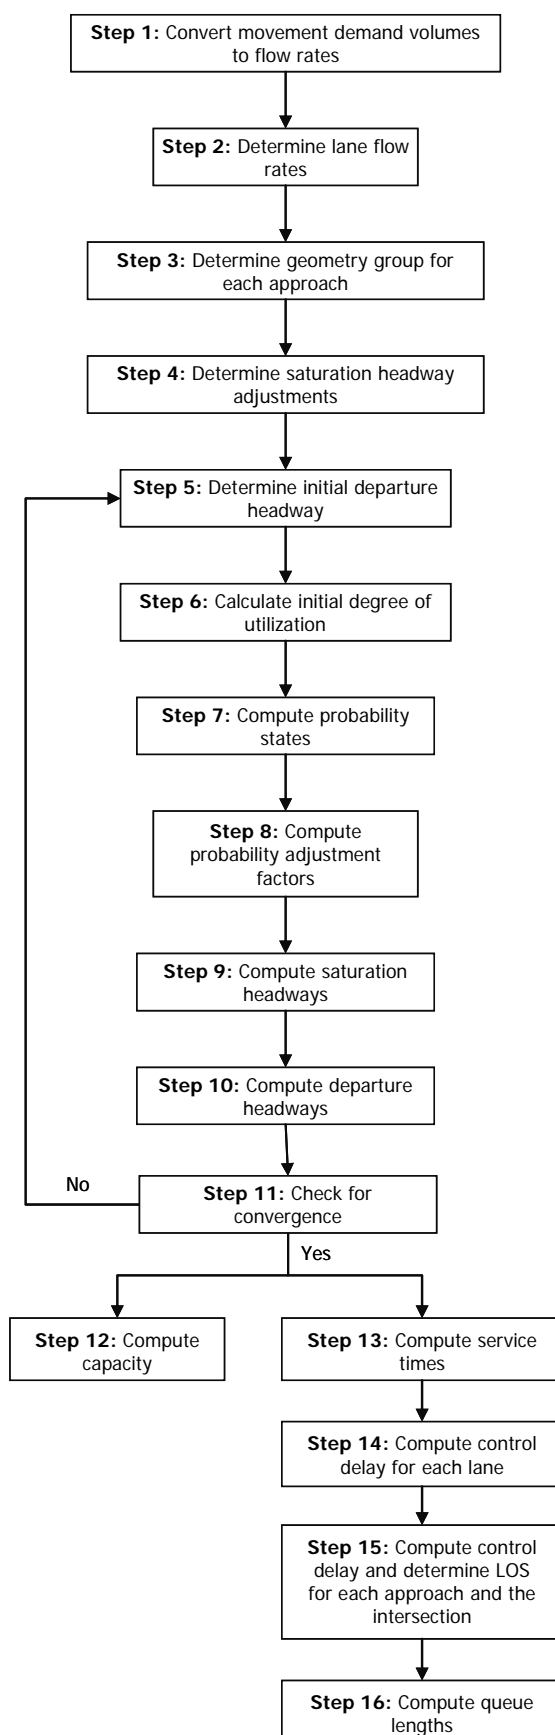 Step 1: Convert movement demand volumes
to flow rates
Step 2: Determine lane flow
rates
Step 3: Determine geometry group for
each approach
Step 4: Determine saturation headway
adjustments
Step 5: Determine initial departure
headway
Step 6: Calculate initial degree of
utilization
Step 7: Compute probability
states
Step 8: Compute
probability adjustment
factors
Step 9: Compute saturation
headways
Step 10: Compute departure
headways
No
Step 11: Check for
convergence
Yes
Step 12: Compute
capacity
Step 13: Compute service
times
Step 14: Compute control
delay for each lane
Step 15: Compute control
delay and determine LOS
for each approach and the
intersection
Step 16: Compute queue
lengths